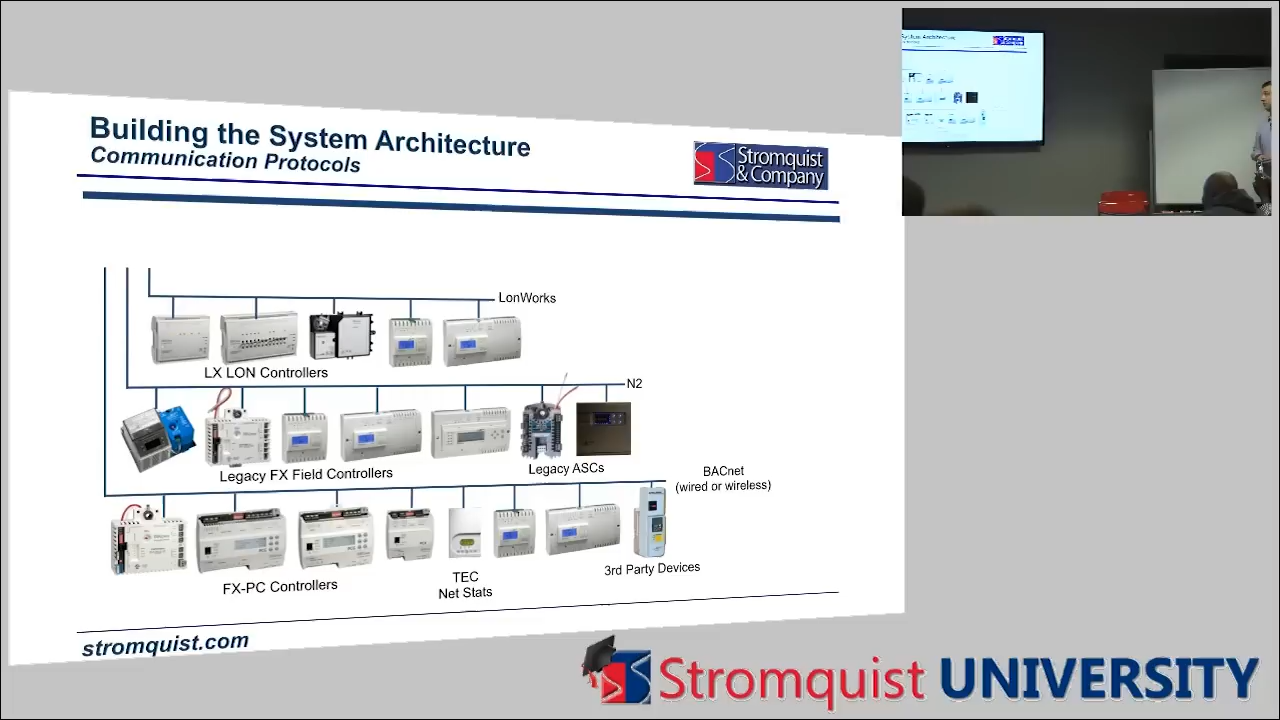 Building the System Architecture
Communication Protocols
Stromquist
& Company
LonWorks
LX LON Controllers
N2
Legacy FX Field Controllers
Legacy ASCs
BACnet
(wired or wireless)
FX-PC Controllers
TEC
Net Stats
3rd Party Devices
stromquist.com
Stromquist UNIVERSITY